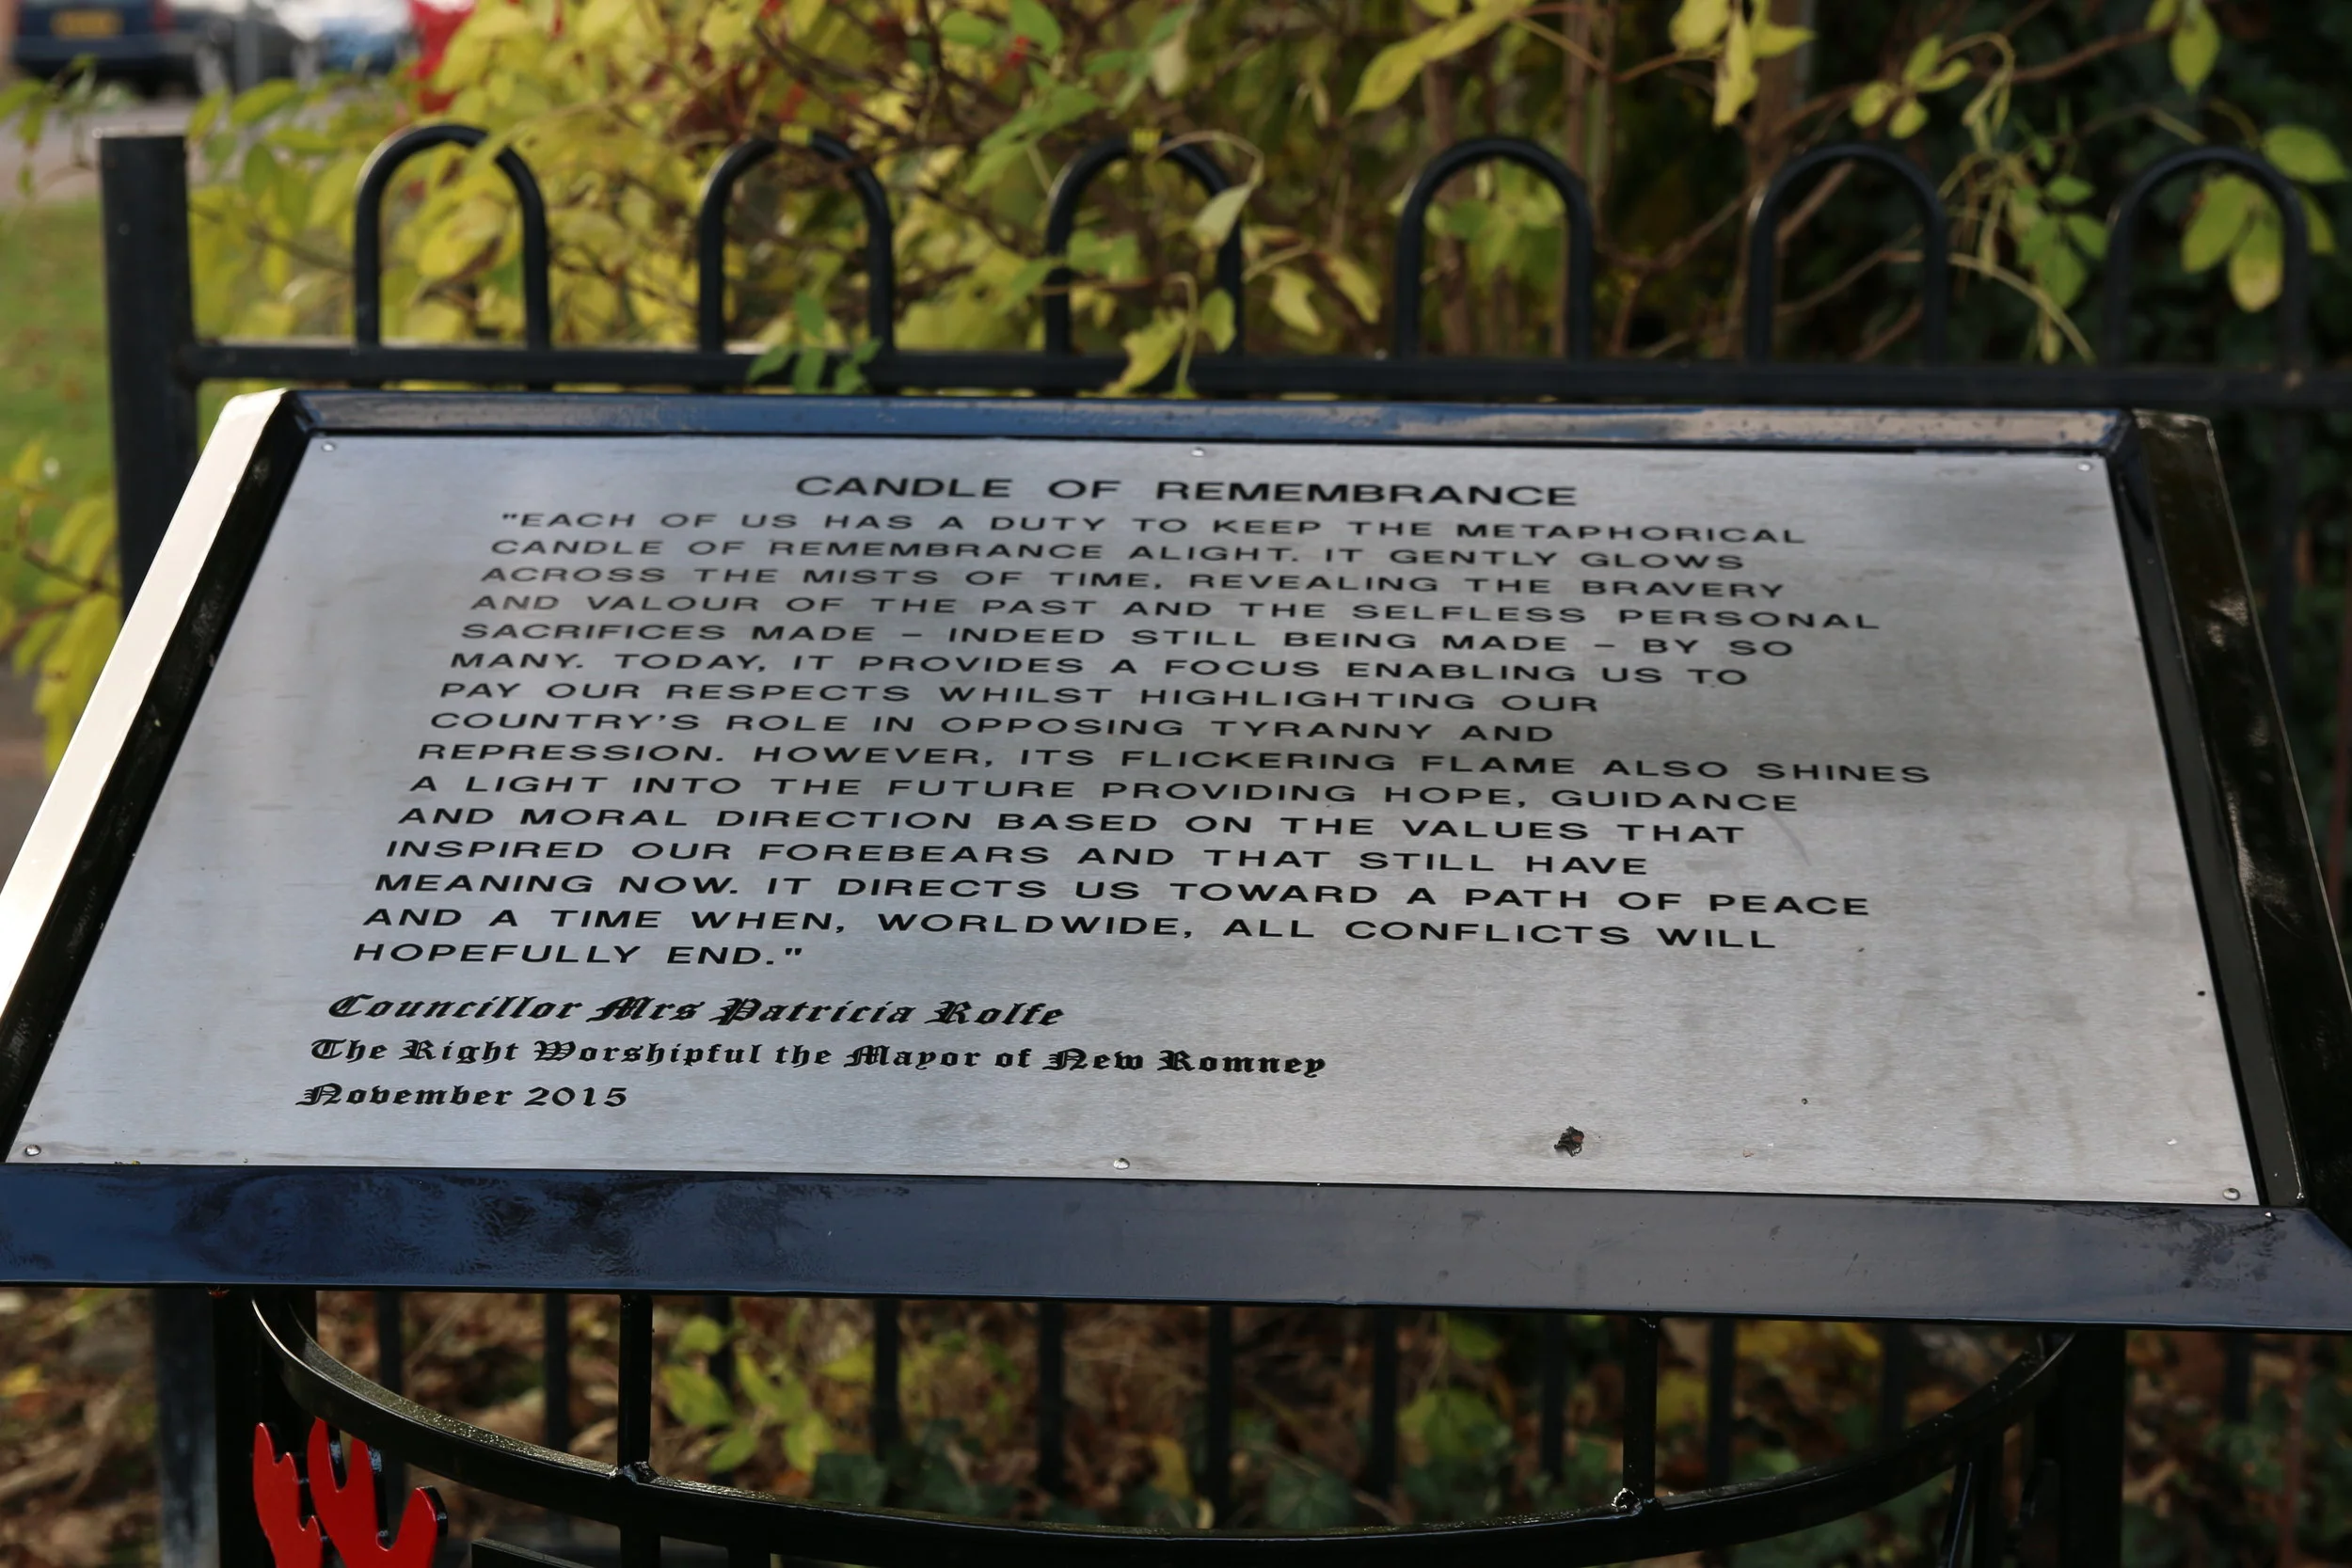 CANDLE OF REMEMBRANCE
"EACH OF US HAS A DUTY TO KEEP THE METAPHORICAL
CANDLE OF REMEMBRANCE ALIGHT. IT GENTLY GLOWS
ACROSS THE MISTS OF TIME, REVEALING THE BRAVERY
AND VALOUR OF THE PAST AND THE SELFLESS PERSONAL
SACRIFICES MADE – INDEED STILL BEING MADE – BY SO
MANY. TODAY, IT PROVIDES A FOCUS ENABLING US TO
PAY OUR RESPECTS WHILST HIGHLIGHTING OUR
COUNTRY'S ROLE IN OPPOSING TYRANNY AND
REPRESSION. HOWEVER, ITS FLICKERING FLAME ALSO SHINES
A LIGHT INTO THE FUTURE PROVIDING HOPE, GUIDANCE
AND MORAL DIRECTION BASED ON THE VALUES THAT
INSPIRED OUR FOREBEARS AND THAT STILL HAVE
MEANING NOW. IT DIRECTS US TOWARD A PATH OF PEACE
AND A TIME WHEN, WORLDWIDE, ALL CONFLICTS WILL
HOPEFULLY END."
Councillor Mrs Patricia Rolfe
The Right Worshipful the Mayor of New Romney
November 2015